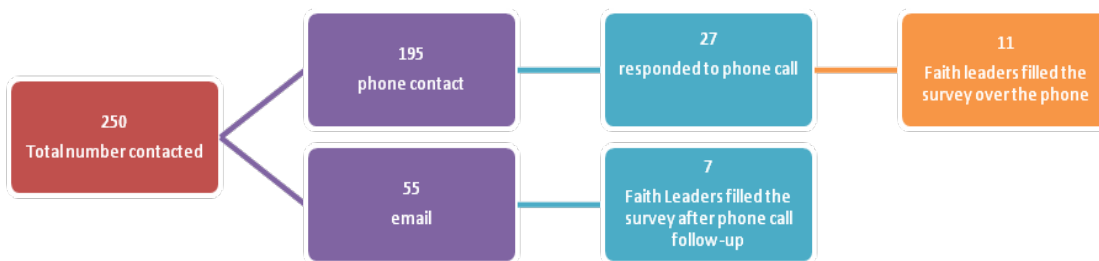 250
Total number contacted
195
phone contact
55
email
27
responded to phone call
7
Faith Leaders filled the
survey after phone call
follow-up
11
Faith leaders filled the
survey over the phone